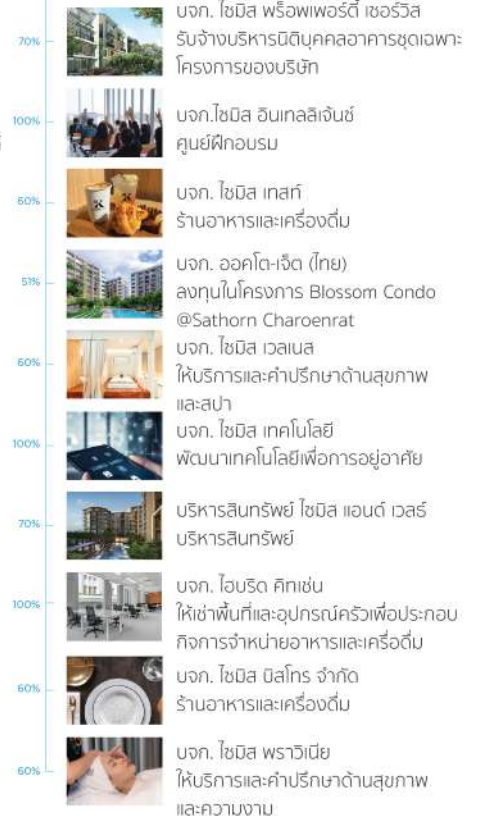 บจก. ไซมิส พร็อพเพอร์ตี้ เซอร์วิส
70%
รับจ้างบริหารนิติบุคคลอาคารชุดเฉพาะ
โครงการของบริษัท
บจก.ไซมิส อินเทลลิเจ้นซ์
100%
ศูนย์ฝึกอบรม
บจก. ไซมิส เทสท์
60%
ร้านอาหารและเครื่องดื่ม
บจก. ออคโต-เจ็ต (ไทย)
51%
ลงทุนในโครงการ Blossom Condo
@Sathorn Charoenrat
บจก. ไซมิส เวลเนส
60%
ให้บริการและคำปรึกษาด้านสุขภาพ
และสปา
บจก. ไซมิส เทคโนโลยี
100%
พัฒนาเทคโนโลยีเพื่อการอยู่อาศัย
บริหารสินทรัพย์ ไซมิส แอนด์ เวลธ์
70%
บริหารสินทรัพย์
บจก. ไฮบริด คิทเช่น
100%
ให้เช่าพื้นที่และอุปกรณ์ครัวเพื่อประกอบ
กิจการจำหน่ายอาหารและเครื่อดื่ม
บจก. ไซมิส บิสโทร จำกัด
60%
ร้านอาหารและเครื่องดื่ม
บจก. ไซมิส พราวิเนีย
60%
ให้บริการและคำปรึกษาด้านสุขภาพ
และความงาม